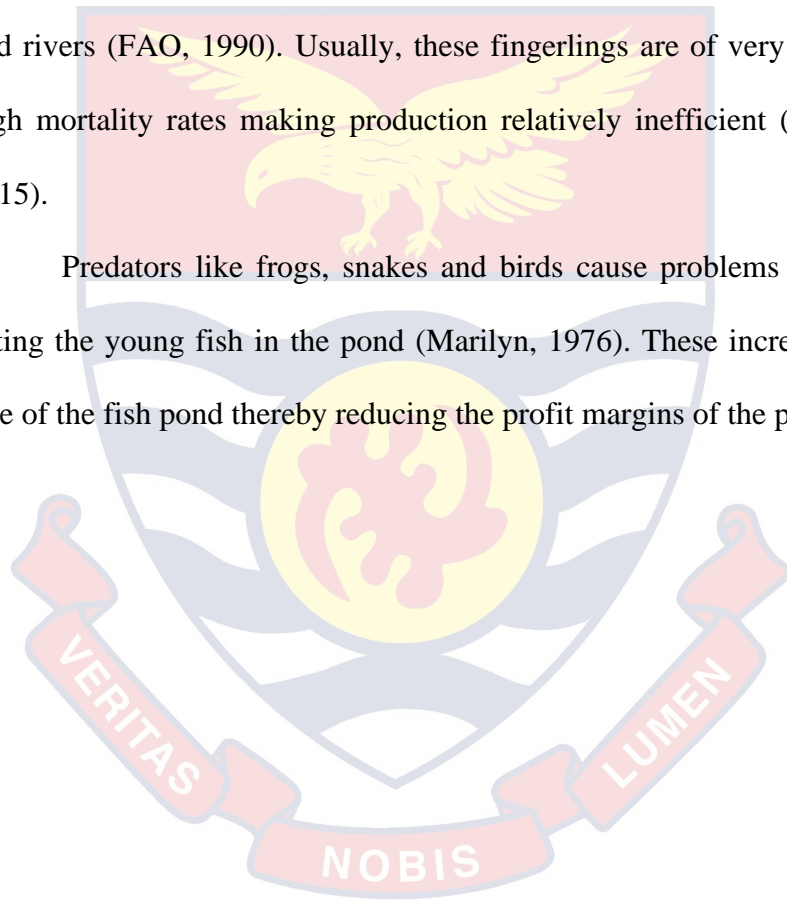 d rivers (FAO, 1990). Usually, these fingerlings are of very
gh mortality rates making production relatively inefficient (
15).
Predators like frogs, snakes and birds cause problems
ting the young fish in the pond (Marilyn, 1976). These incre
e of the fish pond thereby reducing the profit margins of the p
VERITAS
NOBIS
LUMEN